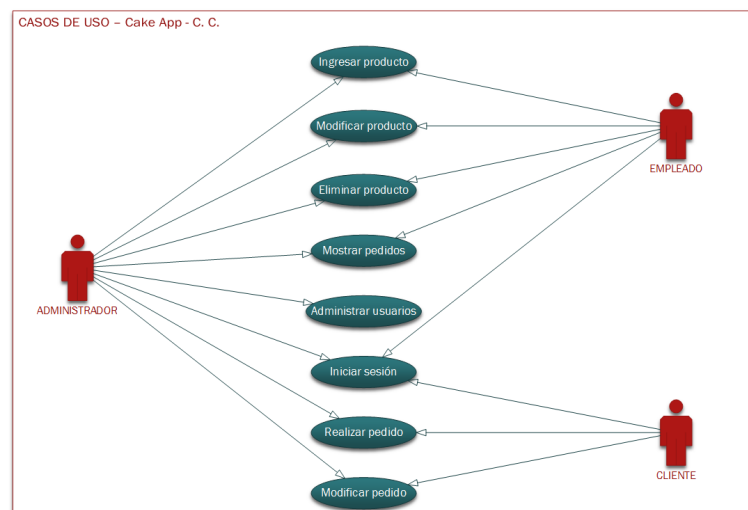 CASOS DE USO – Cake App - C. C.
Ingresar producto
Modificar producto
EMPLEADO
Eliminar producto
Mostrar pedidos
ADMINISTRADOR
Administrar usuarios
Iniciar sesión
Realizar pedido
CLIENTE
Modificar pedido